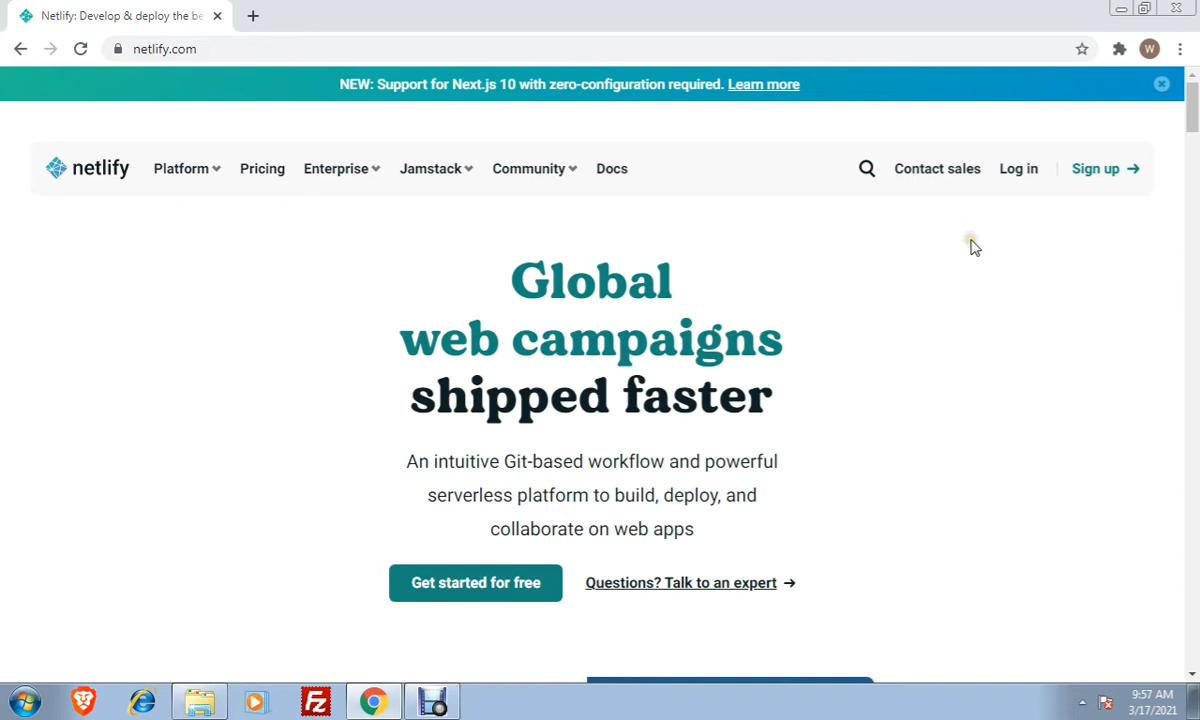 Netlify: Develop & deploy the be
netlify.com
W
NEW: Support for Next.js 10 with zero-configuration required. Learn more
netlify Platform Pricing Enterprise Jamstack Community Docs Contact sales Log in Sign up →
Global
web campaigns
shipped faster
An intuitive Git-based workflow and powerful
serverless platform to build, deploy, and
collaborate on web apps
Get started for free Questions? Talk to an expert →
Fz
9:57 AM
3/17/2021